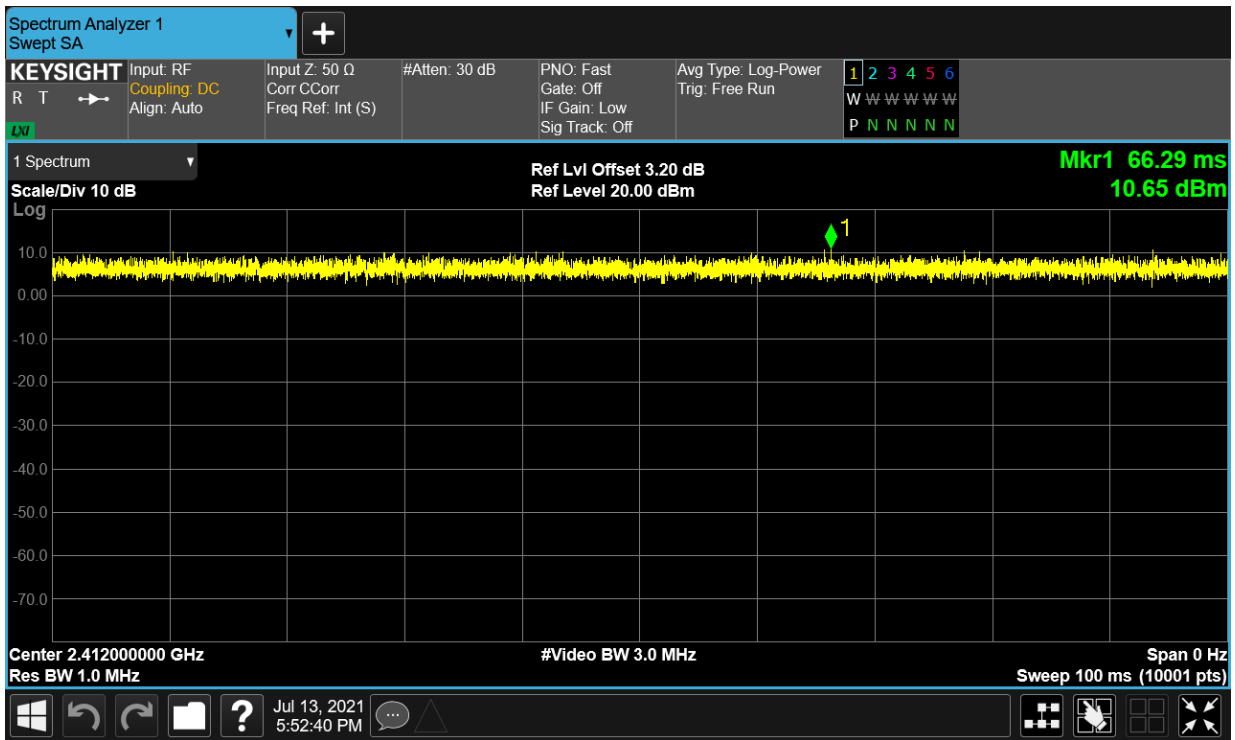 Spectrum Analyzer 1
Swept SA
KEYSIGHT
R T
LXI
Input: RF
Coupling: DC
Align: Auto
Input Z: 50 Ω
Corr CCorr
Freq Ref: Int (S)
#Atten: 30 dB
PNO: Fast
Gate: Off
IF Gain: Low
Sig Track: Off
Avg Type: Log-Power
Trig: Free Run
1 2 3 4 5 6
W W W W W W
P N N N N N
1 Spectrum
Scale/Div 10 dB
Log
Ref Lvl Offset 3.20 dB
Ref Level 20.00 dBm
Mkr1 66.29 ms
10.65 dBm
1
10.0
0.00
-10.0
-20.0
-30.0
-40.0
-50.0
-60.0
-70.0
Center 2.412000000 GHz
Res BW 1.0 MHz
#Video BW 3.0 MHz
Span 0 Hz
Sweep 100 ms (10001 pts)
?
Jul 13, 2021
5:52:40 PM